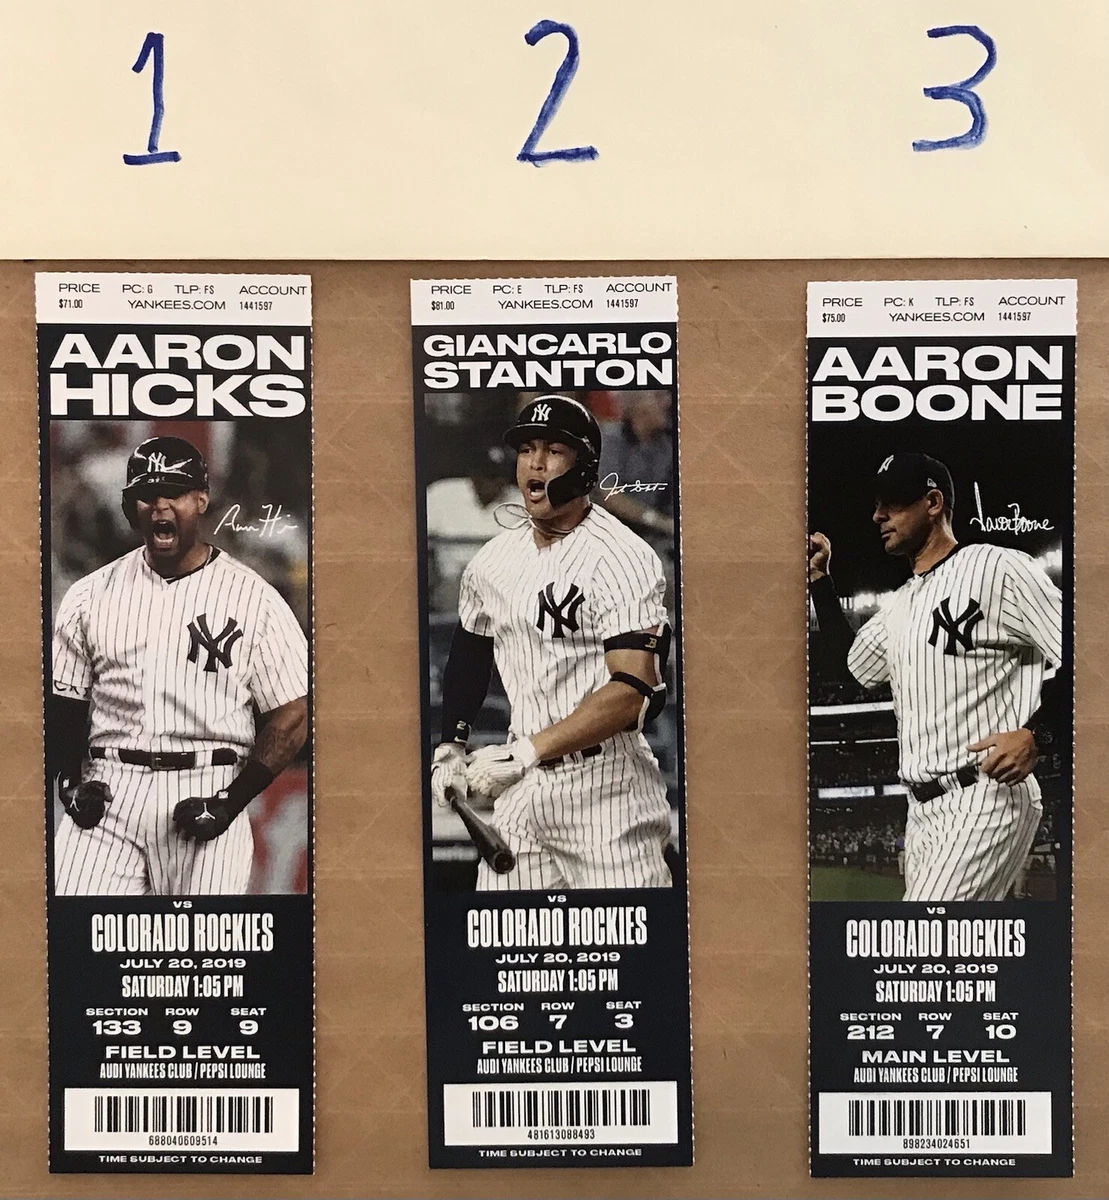 1 2 3
PRICE PC: G TLP: FS ACCOUNT
$71.00 YANKEES.COM 1441597
AARON
HICKS
VS
COLORADO ROCKIES
JULY 20, 2019
SATURDAY 1:05 PM
SECTION ROW SEAT
133 9 9
FIELD LEVEL
AUDI YANKEES CLUB / PEPSI LOUNGE
688040609514
TIME SUBJECT TO CHANGE
PRICE PC: E TLP: FS ACCOUNT
$81.00 YANKEES.COM 1441597
GIANCARLO
STANTON
NY
NY
VS
COLORADO ROCKIES
JULY 20, 2019
SATURDAY 1:05 PM
SECTION ROW SEAT
106 7 3
FIELD LEVEL
AUDI YANKEES CLUB / PEPSI LOUNGE
481613088493
TIME SUBJECT TO CHANGE
PRICE PC: K TLP: FS ACCOUNT
$75.00 YANKEES.COM 1441597
AARON
BOONE
Aaron Boone
NY
VS
COLORADO ROCKIES
JULY 20, 2019
SATURDAY 1:05 PM
SECTION ROW SEAT
212 7 10
MAIN LEVEL
AUDI YANKEES CLUB / PEPSI LOUNGE
898234024651
TIME SUBJECT TO CHANGE